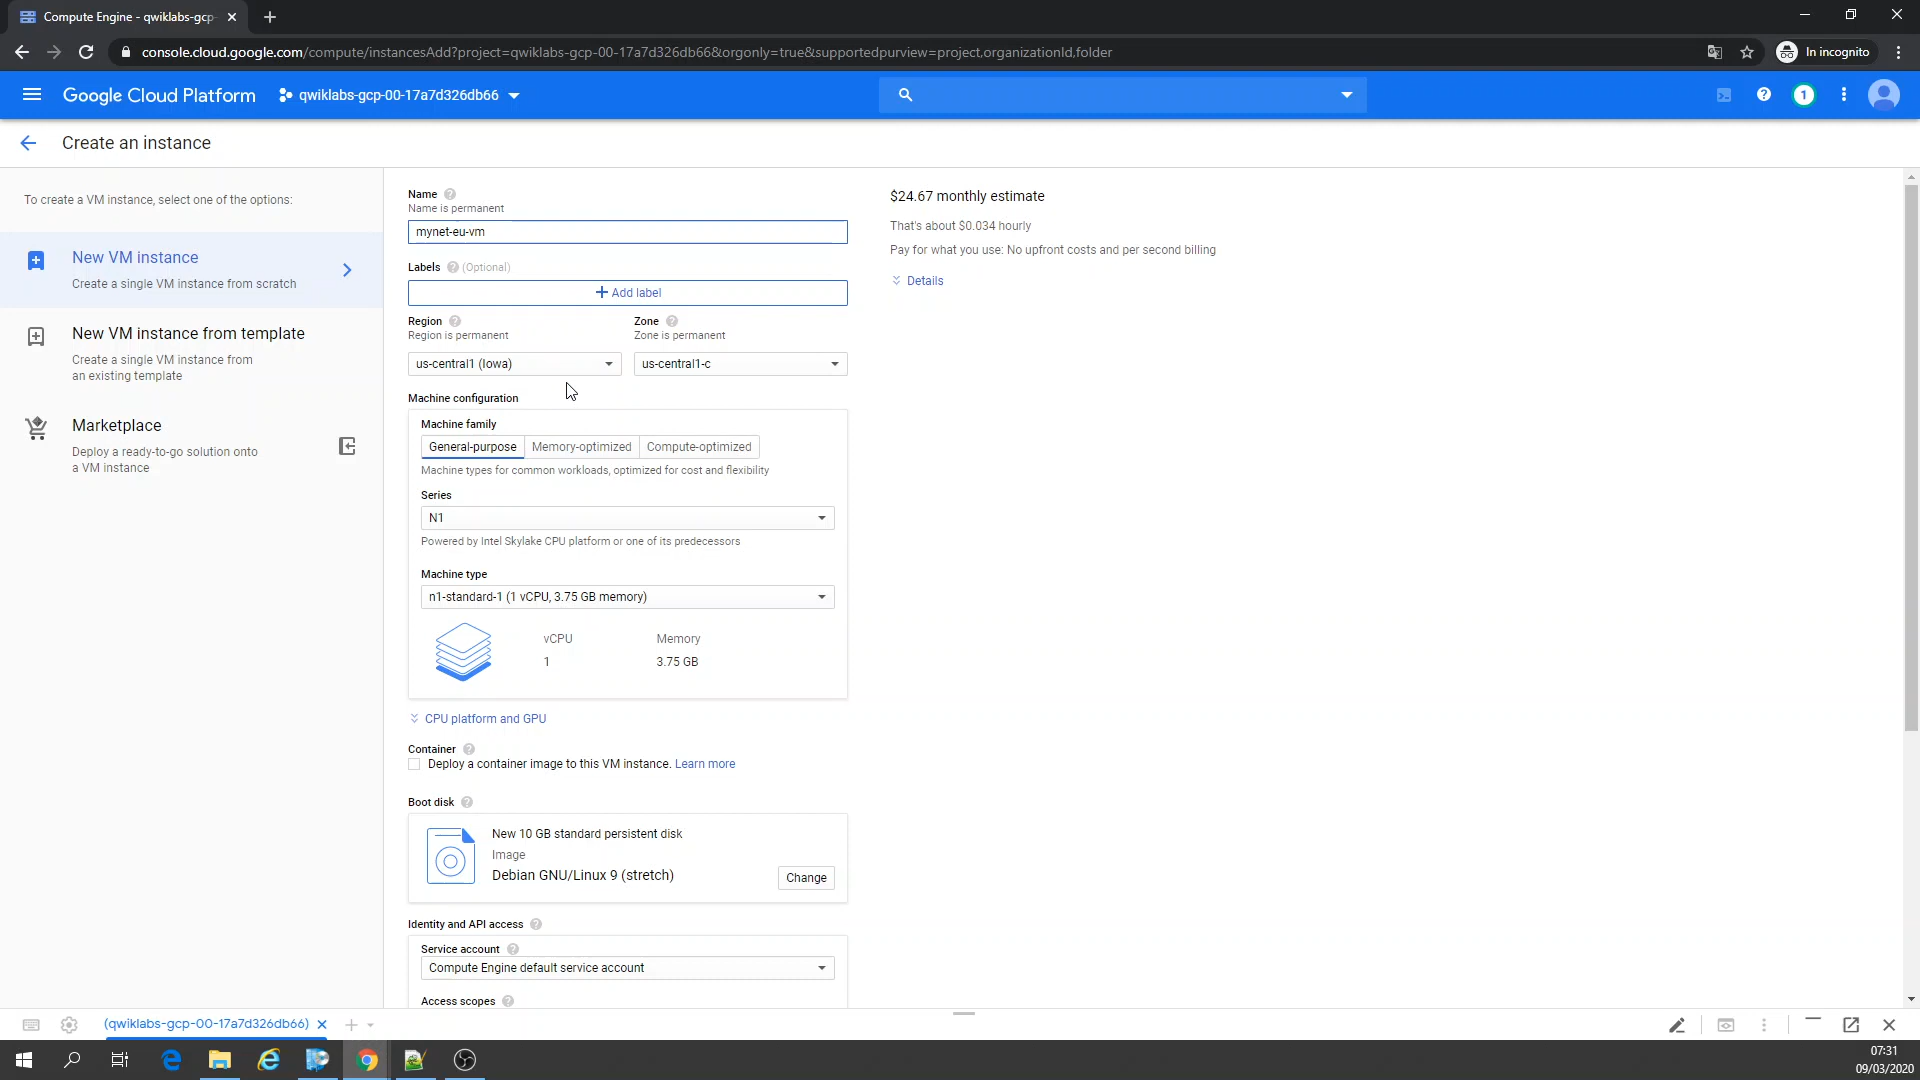 Compute Engine - qwiklabs-gcp-
console.cloud.google.com/compute/instancesAdd?project=qwiklabs-gcp-00-17a7d326db66&orgonly=true&supportedpurview=project,organizationId,folder
In incognito
Google Cloud Platform
qwiklabs-gcp-00-17a7d326db66
1
Create an instance
To create a VM instance, select one of the options:
New VM instance
Create a single VM instance from scratch
New VM instance from template
Create a single VM instance from
an existing template
Marketplace
Deploy a ready-to-go solution onto
a VM instance
Name
Name is permanent
mynet-eu-vm
Labels (Optional)
Add label
Region
Region is permanent
us-central1 (Iowa)
Zone
Zone is permanent
us-central1-c
Machine configuration
Machine family
General-purpose
Memory-optimized
Compute-optimized
Machine types for common workloads, optimized for cost and flexibility
Series
N1
Powered by Intel Skylake CPU platform or one of its predecessors
Machine type
n1-standard-1 (1 vCPU, 3.75 GB memory)
vCPU
1
Memory
3.75 GB
CPU platform and GPU
Container
Deploy a container image to this VM instance. Learn more
Boot disk
New 10 GB standard persistent disk
Image
Debian GNU/Linux 9 (stretch)
Change
Identity and API access
Service account
Compute Engine default service account
Access scopes
$24.67 monthly estimate
That's about $0.034 hourly
Pay for what you use: No upfront costs and per second billing
Details
(qwiklabs-gcp-00-17a7d326db66)
07:31
09/03/2020